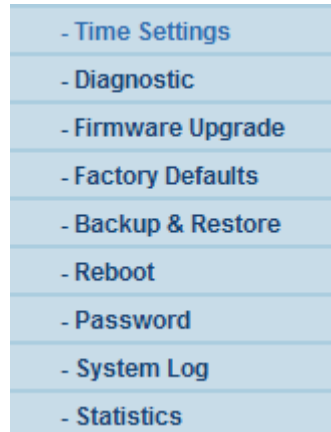 - Time Settings
- Diagnostic
- Firmware Upgrade
- Factory Defaults
- Backup & Restore
- Reboot
- Password
- System Log
- Statistics